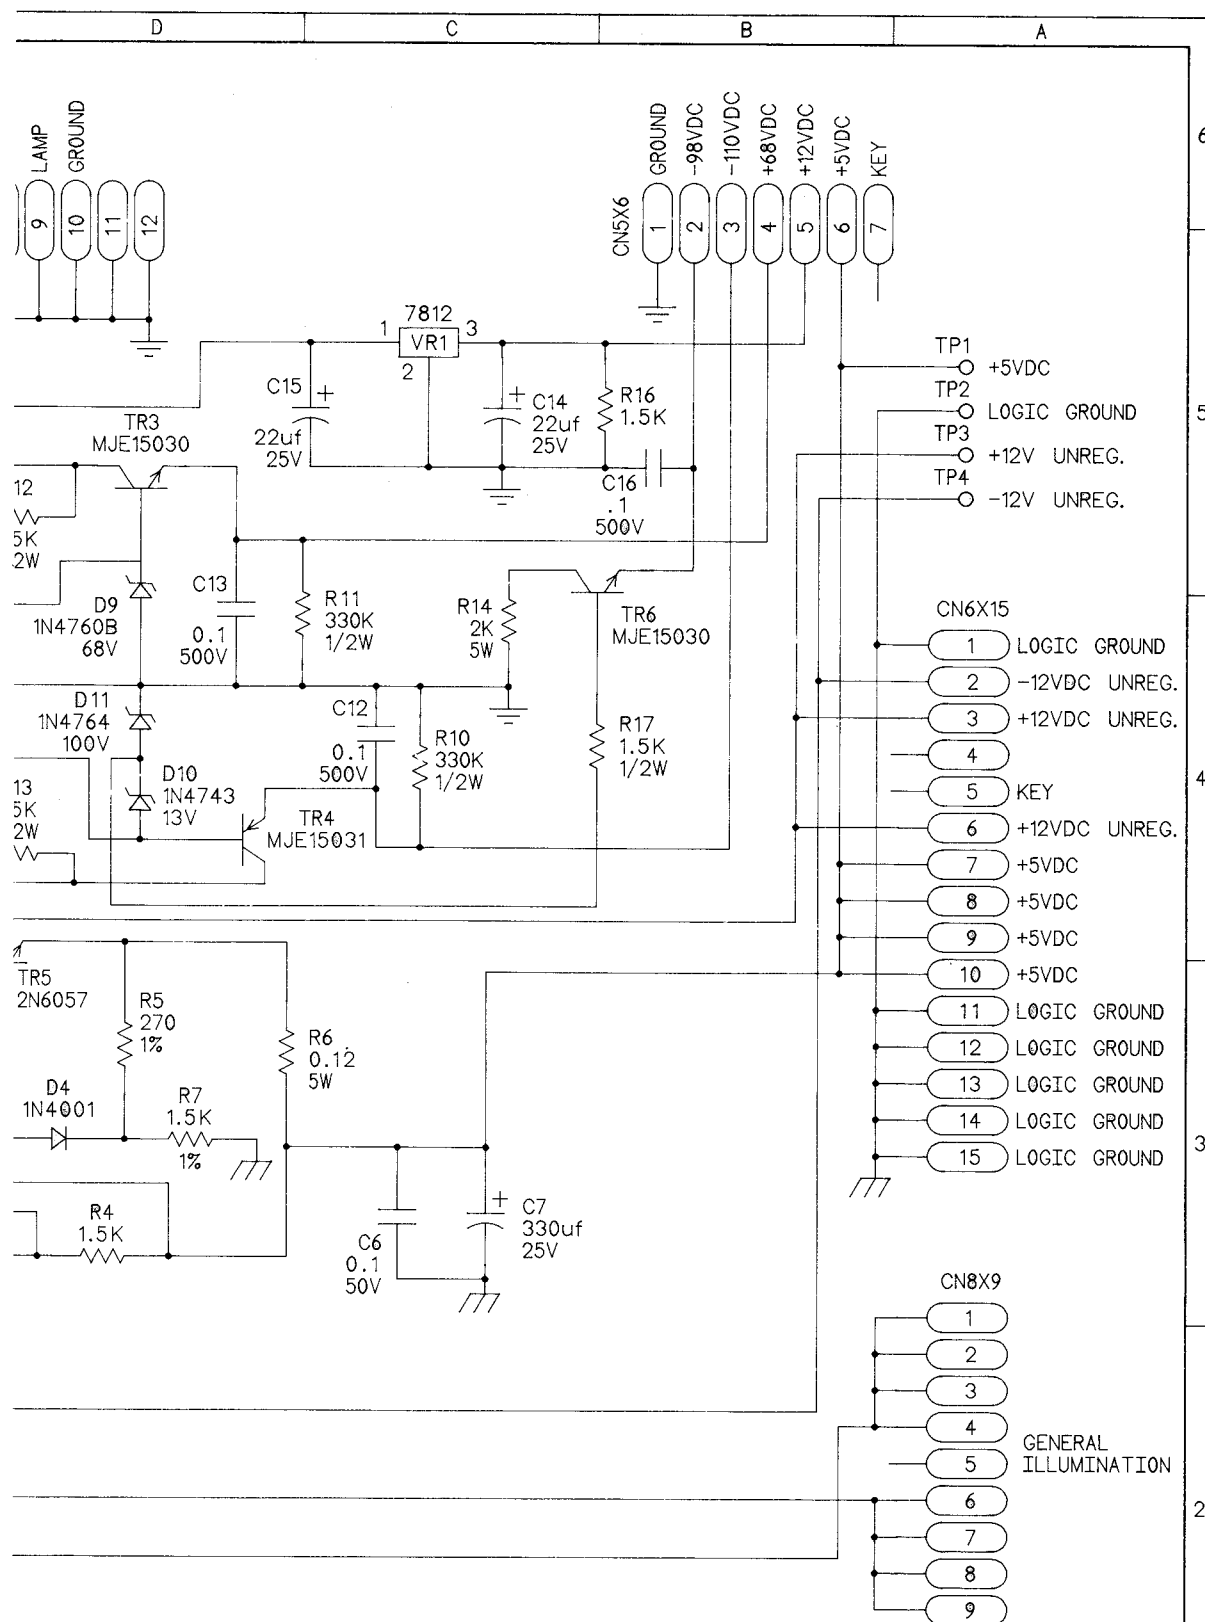 D
C
B
A
6
LAMP
GROUND
9
10
11
12
CN5X6
GROUND
-98VDC
-110VDC
+68VDC
+12VDC
+5VDC
KEY
1
2
3
4
5
6
7
7812
1
VR1
3
2
C15 +
22uf
25V
+ C14
22uf
25V
R16
1.5K
C16
.1
500V
TP1
+5VDC
TP2
LOGIC GROUND
TP3
+12V UNREG.
TP4
-12V UNREG.
5
TR3
MJE15030
12
5K
2W
D9
1N4760B
68V
C13
0.1
500V
R11
330K
1/2W
R14
2K
5W
TR6
MJE15030
D11
1N4764
100V
C12
0.1
500V
R10
330K
1/2W
R17
1.5K
1/2W
13
5K
2W
D10
1N4743
13V
TR4
MJE15031
CN6X15
1 LOGIC GROUND
2 -12VDC UNREG.
3 +12VDC UNREG.
4
5 KEY
6 +12VDC UNREG.
7 +5VDC
8 +5VDC
9 +5VDC
10 +5VDC
11 LOGIC GROUND
12 LOGIC GROUND
13 LOGIC GROUND
14 LOGIC GROUND
15 LOGIC GROUND
4
TR5
2N6057
R5
270
1%
R6
0.12
5W
D4
1N4001
R7
1.5K
1%
R4
1.5K
C6
0.1
50V
+ C7
330uf
25V
3
CN8X9
1
2
3
4
5
6
7
8
9
GENERAL
ILLUMINATION
2